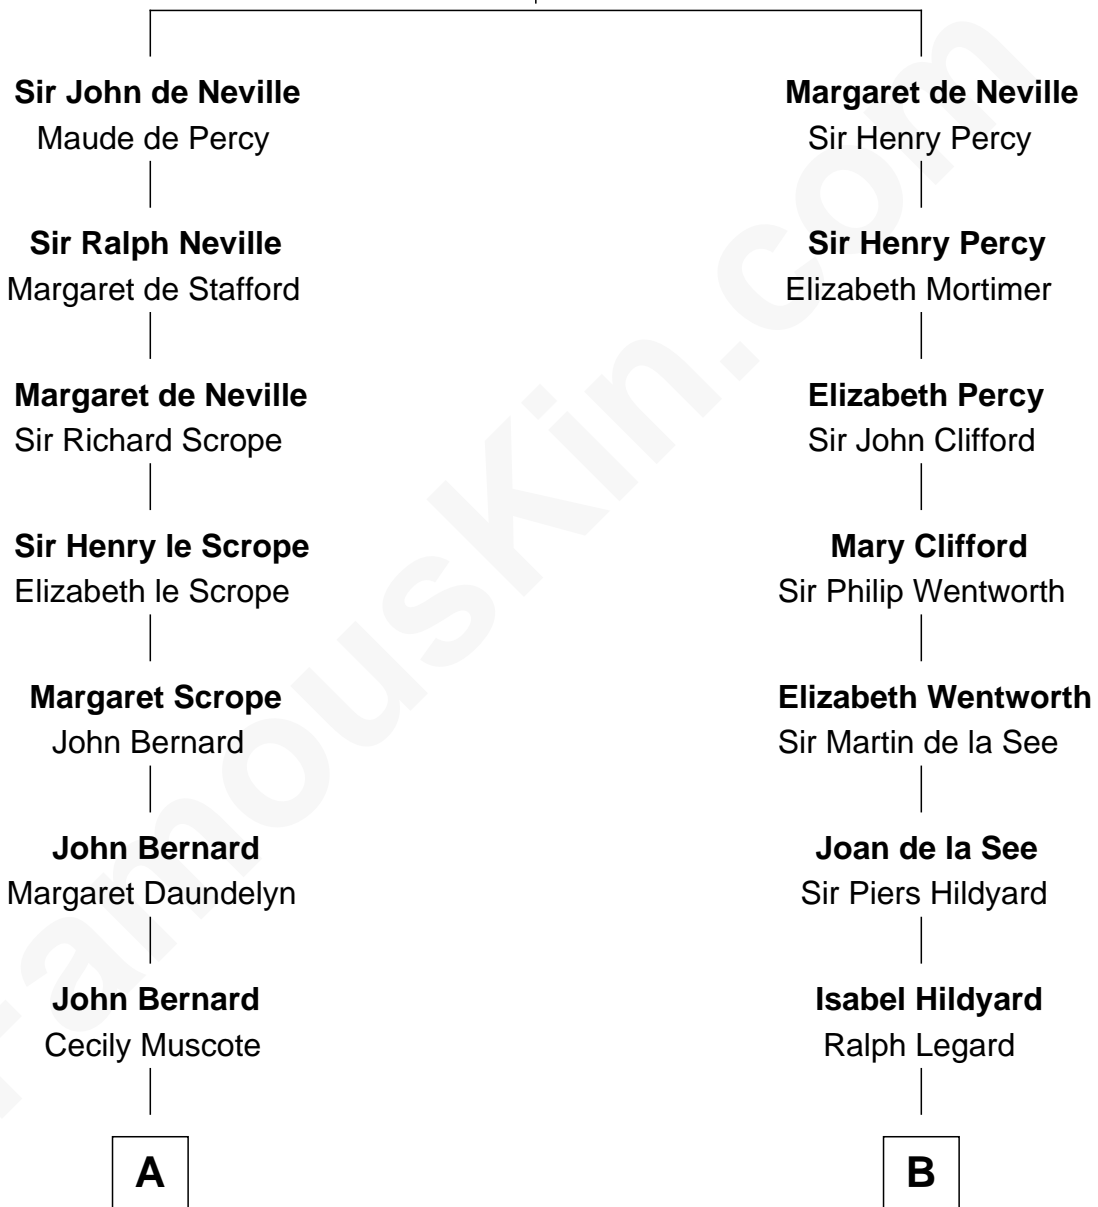 Sir John de Neville
Maude de Percy
Sir Ralph Neville
Margaret de Stafford
Margaret de Neville
Sir Richard Scrope
Sir Henry le Scrope
Elizabeth le Scrope
Margaret Scrope
John Bernard
John Bernard
Margaret Daundelyn
John Bernard
Cecily Muscote
A
Margaret de Neville
Sir Henry Percy
Sir Henry Percy
Elizabeth Mortimer
Elizabeth Percy
Sir John Clifford
Mary Clifford
Sir Philip Wentworth
Elizabeth Wentworth
Sir Martin de la See
Joan de la See
Sir Piers Hildyard
Isabel Hildyard
Ralph Legard
B
FamousKin.com